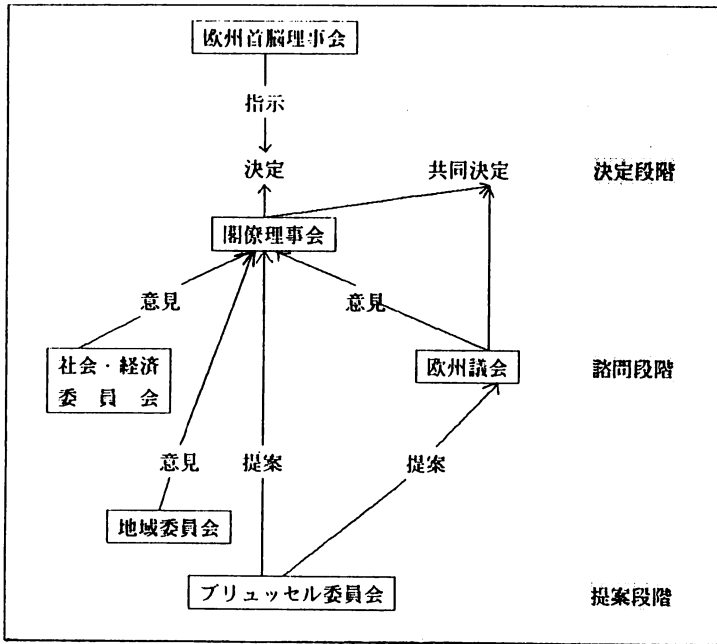 欧州首脳理事会
指示
決定
共同決定
決定段階
閣僚理事会
意見
意見
社会・経済
委員会
欧州議会
諮問段階
意見
提案
提案
地域委員会
ブリュッセル委員会
提案段階